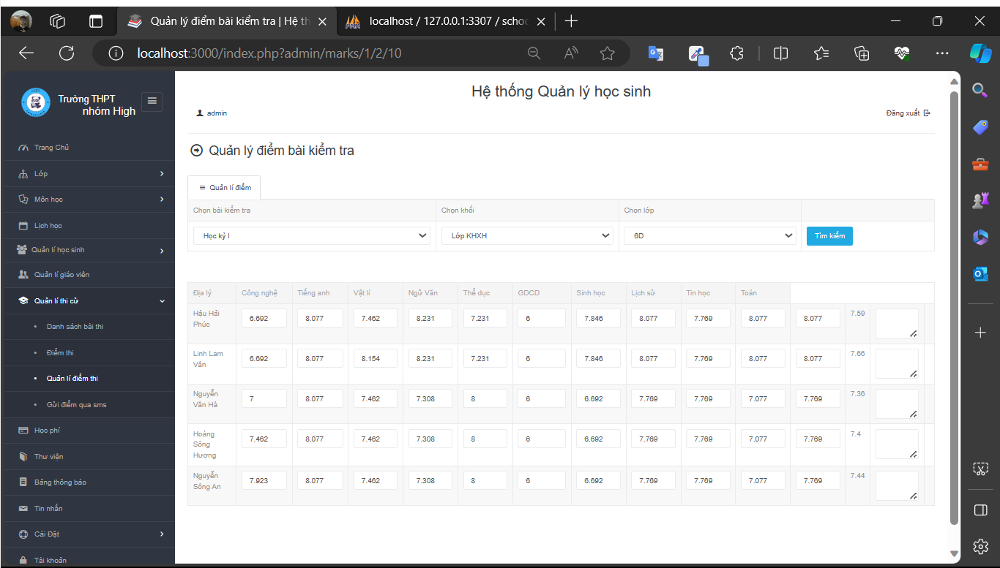 Quản lý điểm bài kiểm tra | Hệ th
localhost / 127.0.0.1:3307 / schoo
localhost:3000/index.php?admin/marks/1/2/10
Trường THPT
nhóm High
Hệ thống Quản lý học sinh
admin
Đăng xuất
Trang Chủ
Lớp
Môn học
Lịch học
Quản lí học sinh
Quản lí giáo viên
Quản lí thi cử
Danh sách bài thi
Điểm thi
Quản lí điểm thi
Gửi điểm qua sms
Học phí
Thư viện
Bảng thông báo
Tin nhắn
Cài Đặt
Tài khoản
Quản lý điểm bài kiểm tra
Quản lí điểm
Chọn bài kiểm tra Chọn khối Chọn lớp
Học kỳ I Lớp KHXH 6D Tìm kiếm
Địa lý Công nghệ Tiếng anh Vật lí Ngữ Văn Thể dục GDCD Sinh học Lịch sử Tin học Toán
Hậu Hải
Phúc 6.692 8.077 7.462 8.231 7.231 6 7.846 8.077 7.769 8.077 8.077 7.59
Linh Lam
Vân 6.692 8.077 8.154 8.231 7.231 6 7.846 8.077 7.769 8.077 8.077 7.66
Nguyễn
Văn Hà 7 8.077 7.462 7.308 8 6 6.692 7.769 7.769 7.077 7.769 7.36
Hoàng
Sông
Hương 7.462 8.077 7.462 7.308 8 6 6.692 7.769 7.769 7.077 7.769 7.4
Nguyễn
Sông An 7.923 8.077 7.462 7.308 8 6 6.692 7.769 7.769 7.077 7.769 7.44